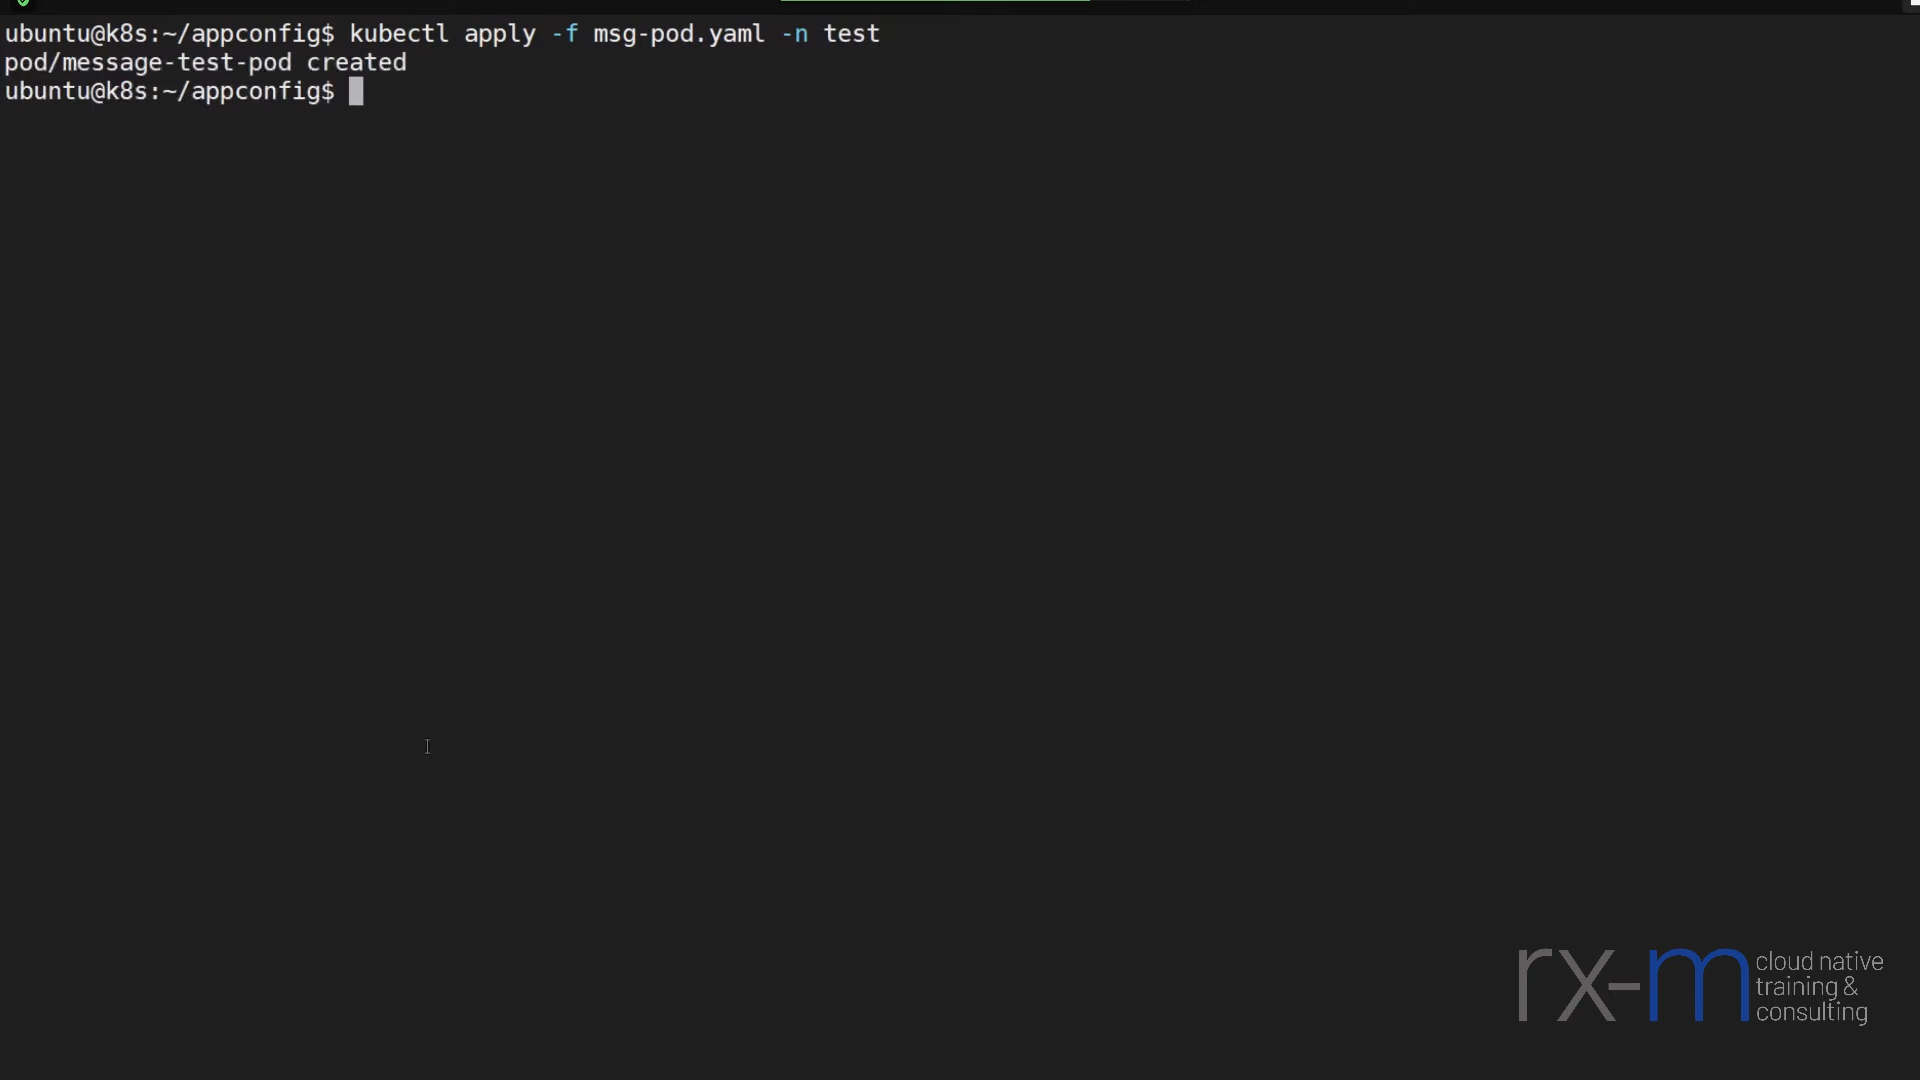 ubuntu@k8s:~/appconfig$ kubectl apply -f msg-pod.yaml -n test
pod/message-test-pod created
ubuntu@k8s:~/appconfig$
rx-m
cloud native
training &
consulting